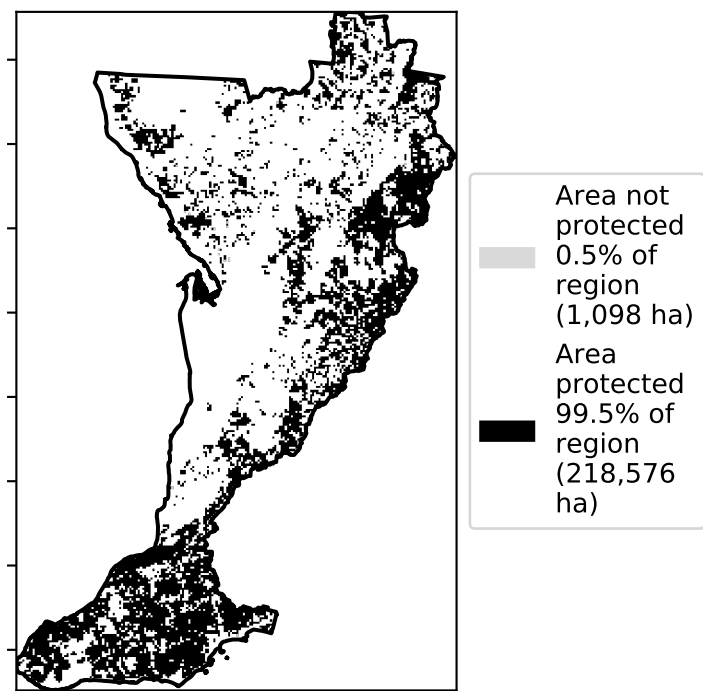 Area not
protected
0.5% of
region
(1,098 ha)
Area
protected
99.5% of
region
(218,576
ha)